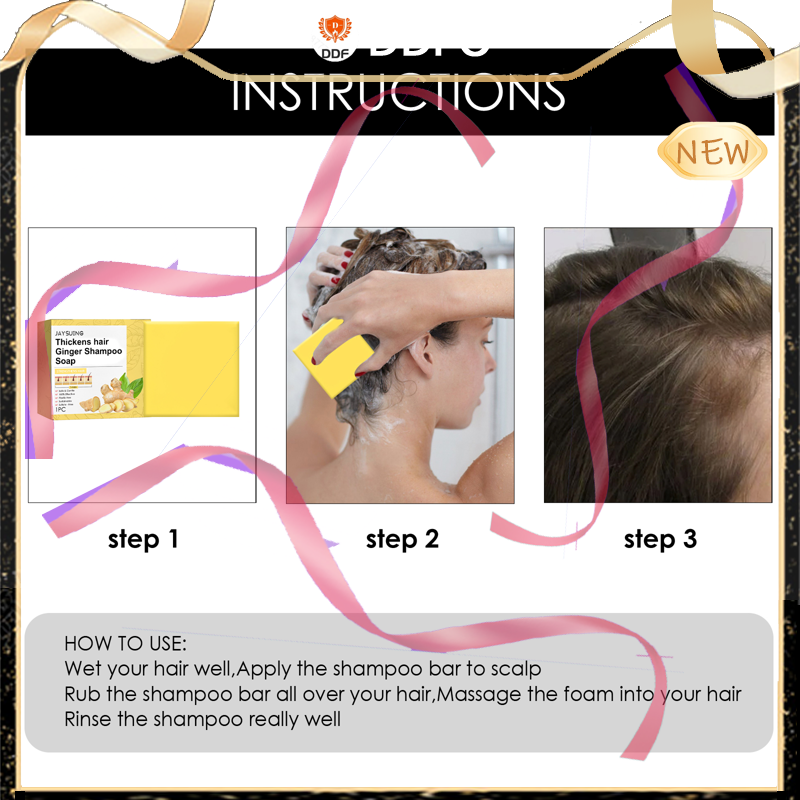 DDF
INSTRUCTIONS
NEW
JAYSUING
Thickens hair
Ginger Shampoo
Soap
1PC
step 1
step 2
step 3
HOW TO USE:
Wet your hair well,Apply the shampoo bar to scalp
Rub the shampoo bar all over your hair,Massage the foam into your hair
Rinse the shampoo really well